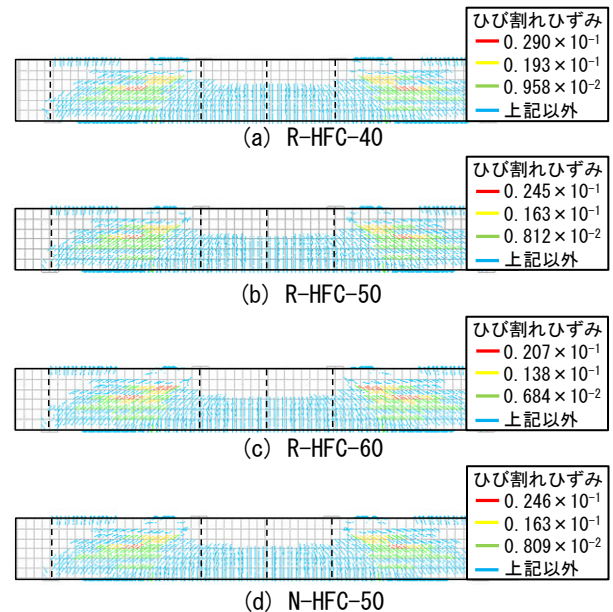 ひび割れひずみ
0.290×10⁻¹
0.193×10⁻¹
0.958×10⁻²
上記以外
(a) R-HFC-40
ひび割れひずみ
0.245×10⁻¹
0.163×10⁻¹
0.812×10⁻²
上記以外
(b) R-HFC-50
ひび割れひずみ
0.207×10⁻¹
0.138×10⁻¹
0.684×10⁻²
上記以外
(c) R-HFC-60
ひび割れひずみ
0.246×10⁻¹
0.163×10⁻¹
0.809×10⁻²
上記以外
(d) N-HFC-50